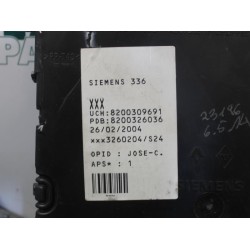 SIEMENS 336
XXX
UCH:8200309691
PDB:8200326036
26/02/2004
xxx3260204/S24
OPID : JOSE-C.
APS* : 1